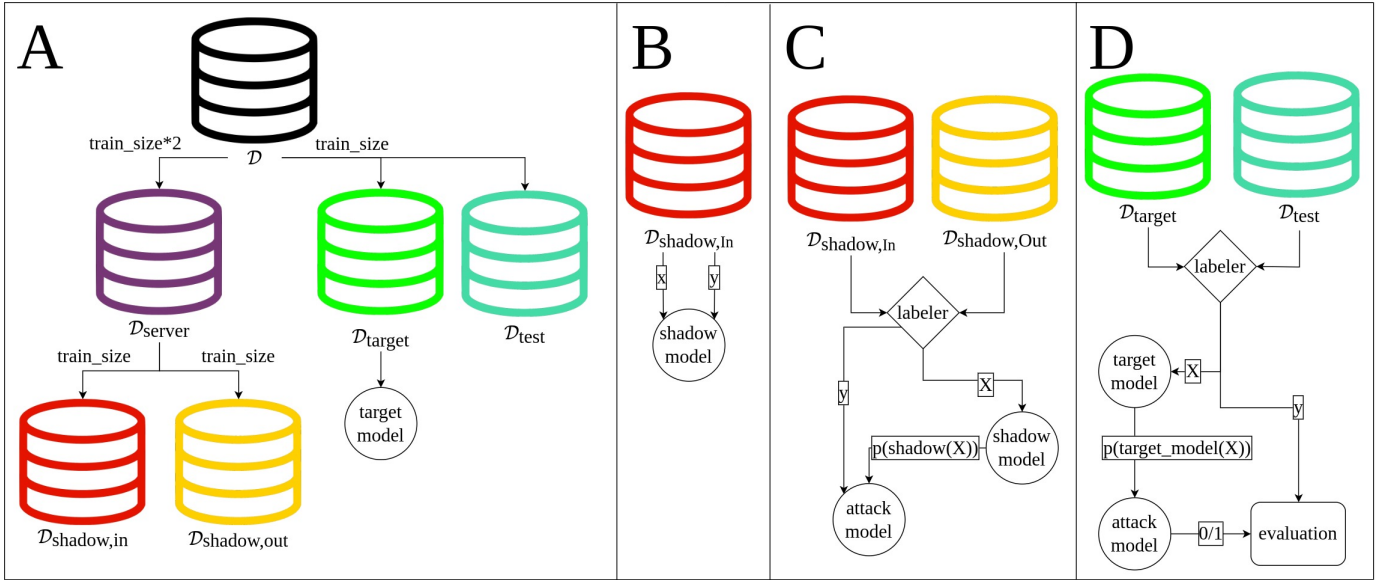 A
train_size*2
𝒟
train_size
𝒟server
𝒟target
𝒟test
train_size
train_size
target
model
𝒟shadow,in
𝒟shadow,out
B
𝒟shadow,In
x
y
shadow
model
C
𝒟shadow,In
𝒟shadow,Out
labeler
y
X
p(shadow(X))
shadow
model
attack
model
D
𝒟target
𝒟test
labeler
target
model
X
y
p(target_model(X))
attack
model
0/1
evaluation